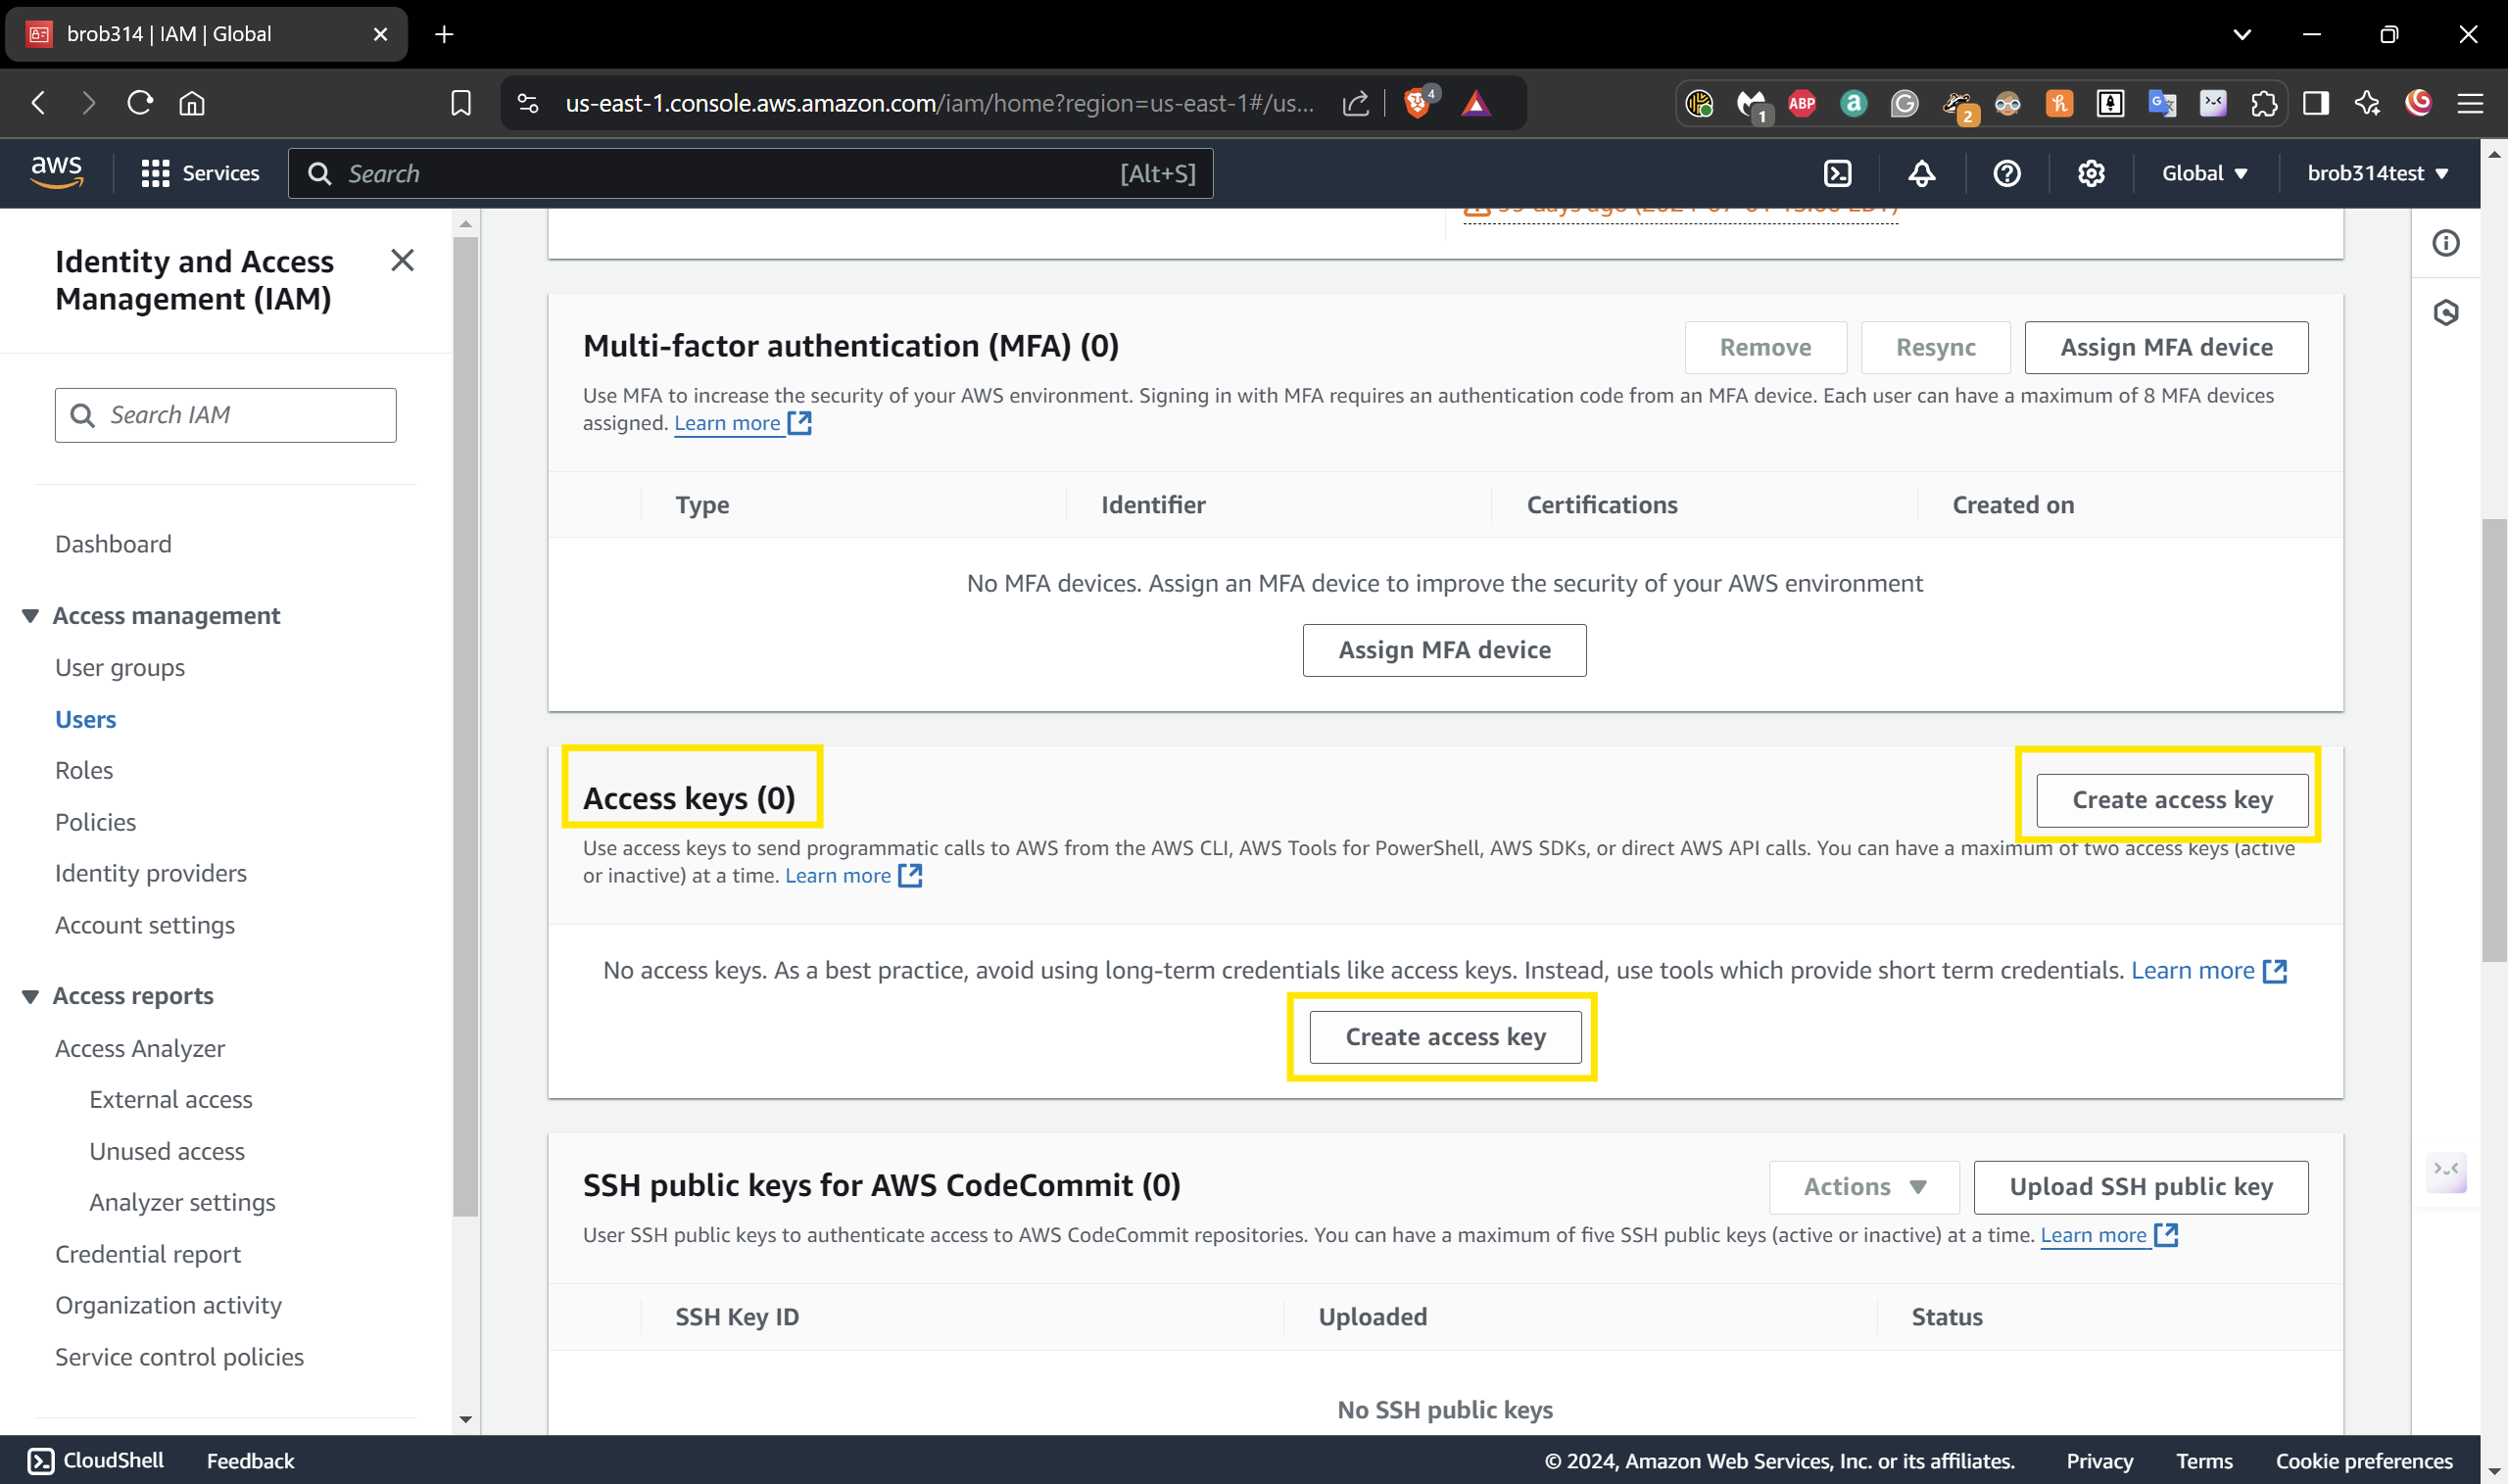 brob314 | IAM | Global
us-east-1.console.aws.amazon.com/iam/home?region=us-east-1#/us...
4
1
ABP
2
aws
Services
Search
[Alt+S]
Global
brob314test
Identity and Access
Management (IAM)
Search IAM
Dashboard
Access management
User groups
Users
Roles
Policies
Identity providers
Account settings
Access reports
Access Analyzer
External access
Unused access
Analyzer settings
Credential report
Organization activity
Service control policies
Multi-factor authentication (MFA) (0)
Remove
Resync
Assign MFA device
Use MFA to increase the security of your AWS environment. Signing in with MFA requires an authentication code from an MFA device. Each user can have a maximum of 8 MFA devices
assigned. Learn more
Type
Identifier
Certifications
Created on
No MFA devices. Assign an MFA device to improve the security of your AWS environment
Assign MFA device
Access keys (0)
Create access key
Use access keys to send programmatic calls to AWS from the AWS CLI, AWS Tools for PowerShell, AWS SDKs, or direct AWS API calls. You can have a maximum of two access keys (active
or inactive) at a time. Learn more
No access keys. As a best practice, avoid using long-term credentials like access keys. Instead, use tools which provide short term credentials. Learn more
Create access key
SSH public keys for AWS CodeCommit (0)
Actions
Upload SSH public key
User SSH public keys to authenticate access to AWS CodeCommit repositories. You can have a maximum of five SSH public keys (active or inactive) at a time. Learn more
SSH Key ID
Uploaded
Status
No SSH public keys
CloudShell
Feedback
© 2024, Amazon Web Services, Inc. or its affiliates.
Privacy
Terms
Cookie preferences